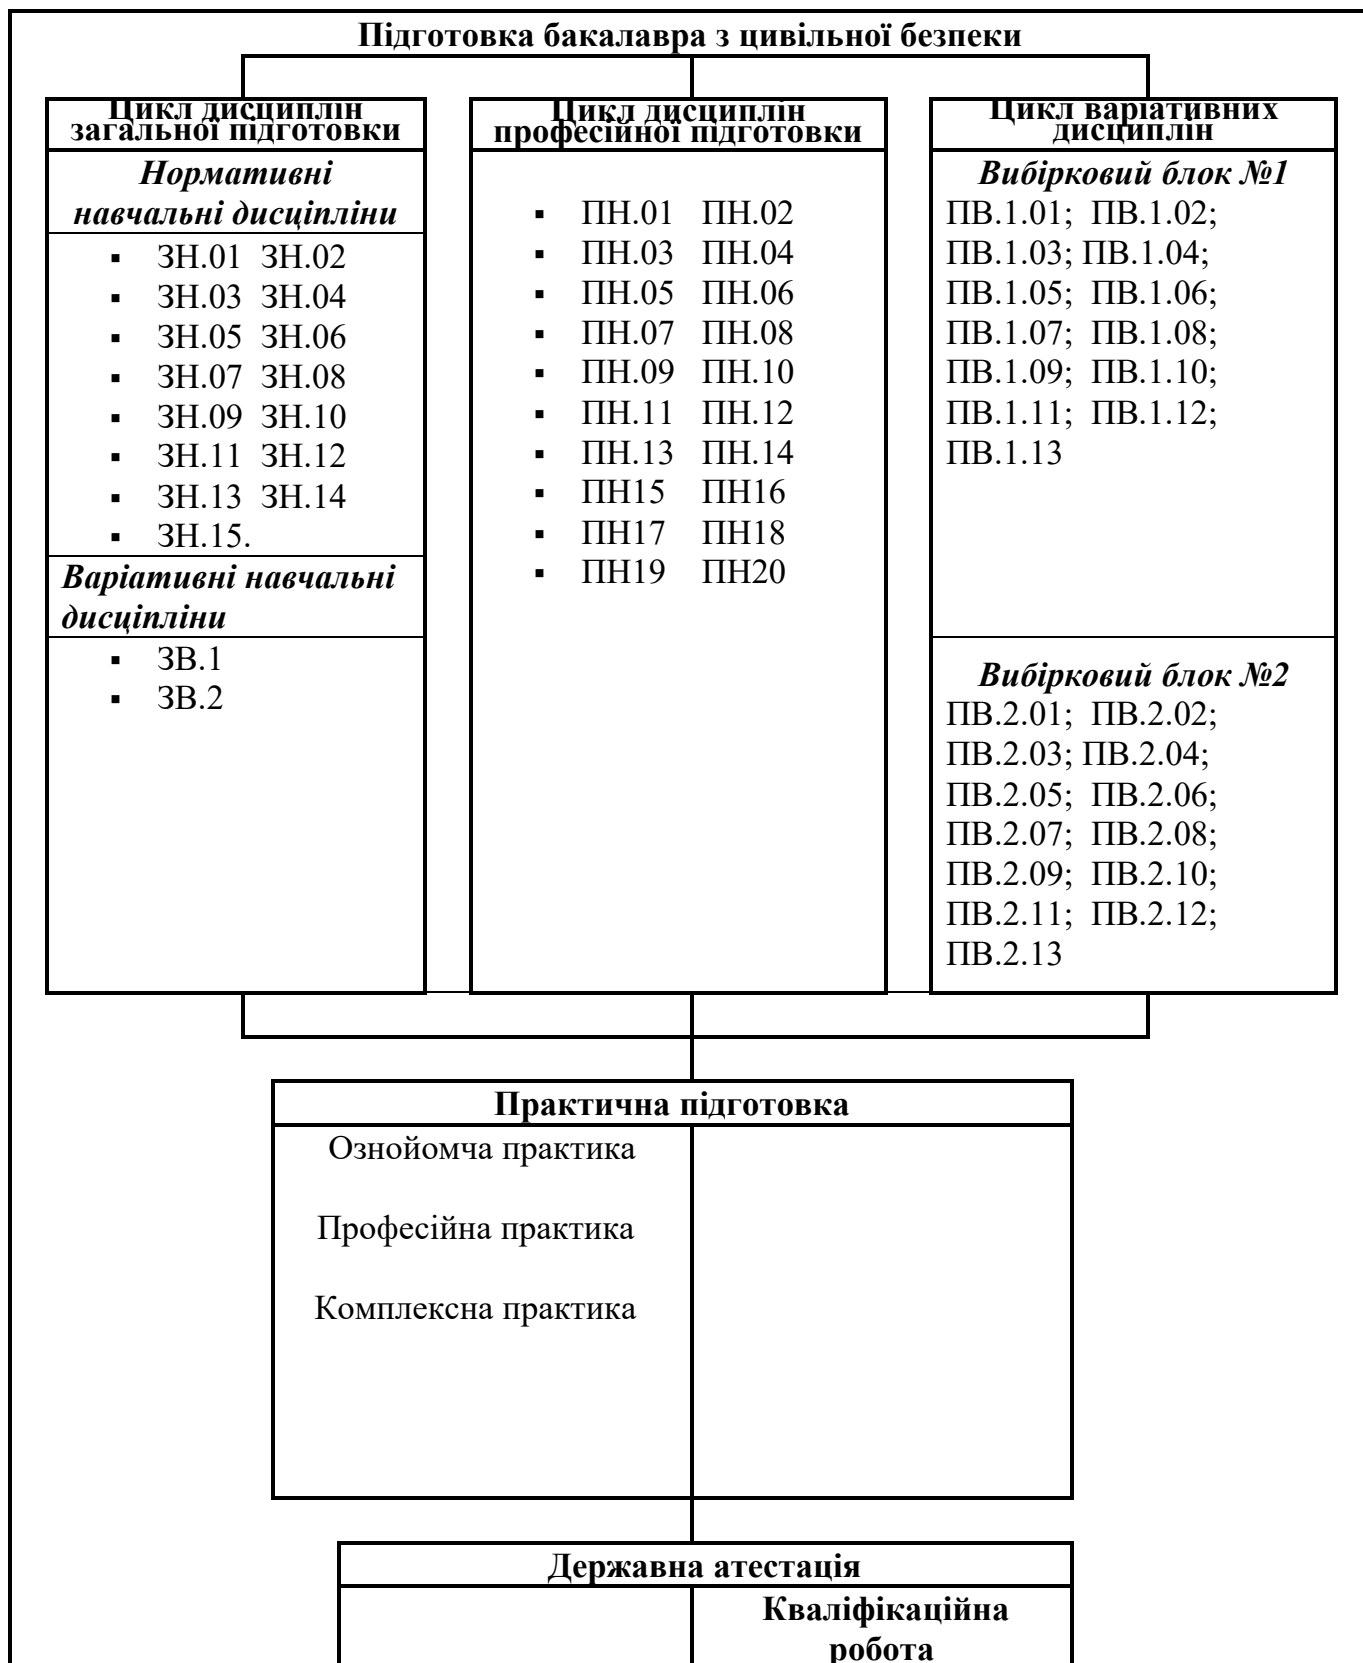 Підготовка бакалавра з цивільної безпеки
Цикл дисциплін
загальної підготовки
Нормативні
навчальні дисціпліни
▪ ЗН.01 ЗН.02
▪ ЗН.03 ЗН.04
▪ ЗН.05 ЗН.06
▪ ЗН.07 ЗН.08
▪ ЗН.09 ЗН.10
▪ ЗН.11 ЗН.12
▪ ЗН.13 ЗН.14
▪ ЗН.15.
Варіативні навчальні
дисціпліни
▪ ЗВ.1
▪ ЗВ.2
Цикл дисциплін
професійної підготовки
▪ ПН.01 ПН.02
▪ ПН.03 ПН.04
▪ ПН.05 ПН.06
▪ ПН.07 ПН.08
▪ ПН.09 ПН.10
▪ ПН.11 ПН.12
▪ ПН.13 ПН.14
▪ ПН15 ПН16
▪ ПН17 ПН18
▪ ПН19 ПН20
Цикл варіативних
дисциплін
Вибірковий блок №1
ПВ.1.01; ПВ.1.02;
ПВ.1.03; ПВ.1.04;
ПВ.1.05; ПВ.1.06;
ПВ.1.07; ПВ.1.08;
ПВ.1.09; ПВ.1.10;
ПВ.1.11; ПВ.1.12;
ПВ.1.13
Вибірковий блок №2
ПВ.2.01; ПВ.2.02;
ПВ.2.03; ПВ.2.04;
ПВ.2.05; ПВ.2.06;
ПВ.2.07; ПВ.2.08;
ПВ.2.09; ПВ.2.10;
ПВ.2.11; ПВ.2.12;
ПВ.2.13
Практична підготовка
Ознойомча практика
Професійна практика
Комплексна практика
Державна атестація
Кваліфікаційна
робота